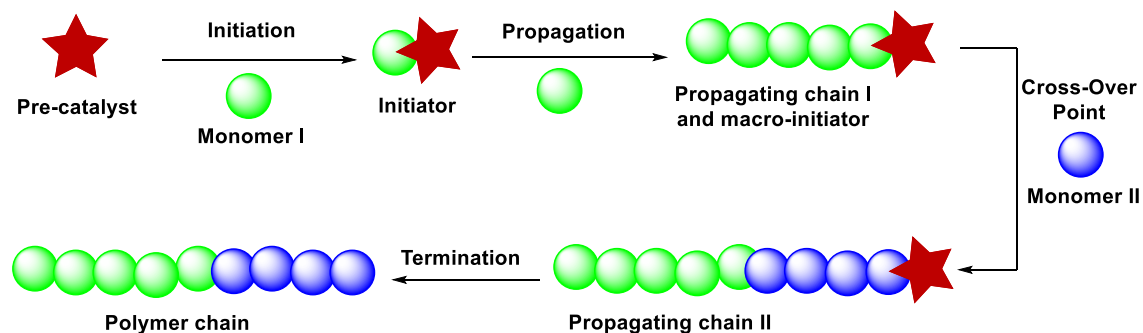 Initiation
Propagation
Pre-catalyst
Monomer I
Initiator
Propagating chain I
and macro-initiator
Cross-Over
Point
Monomer II
Termination
Polymer chain
Propagating chain II